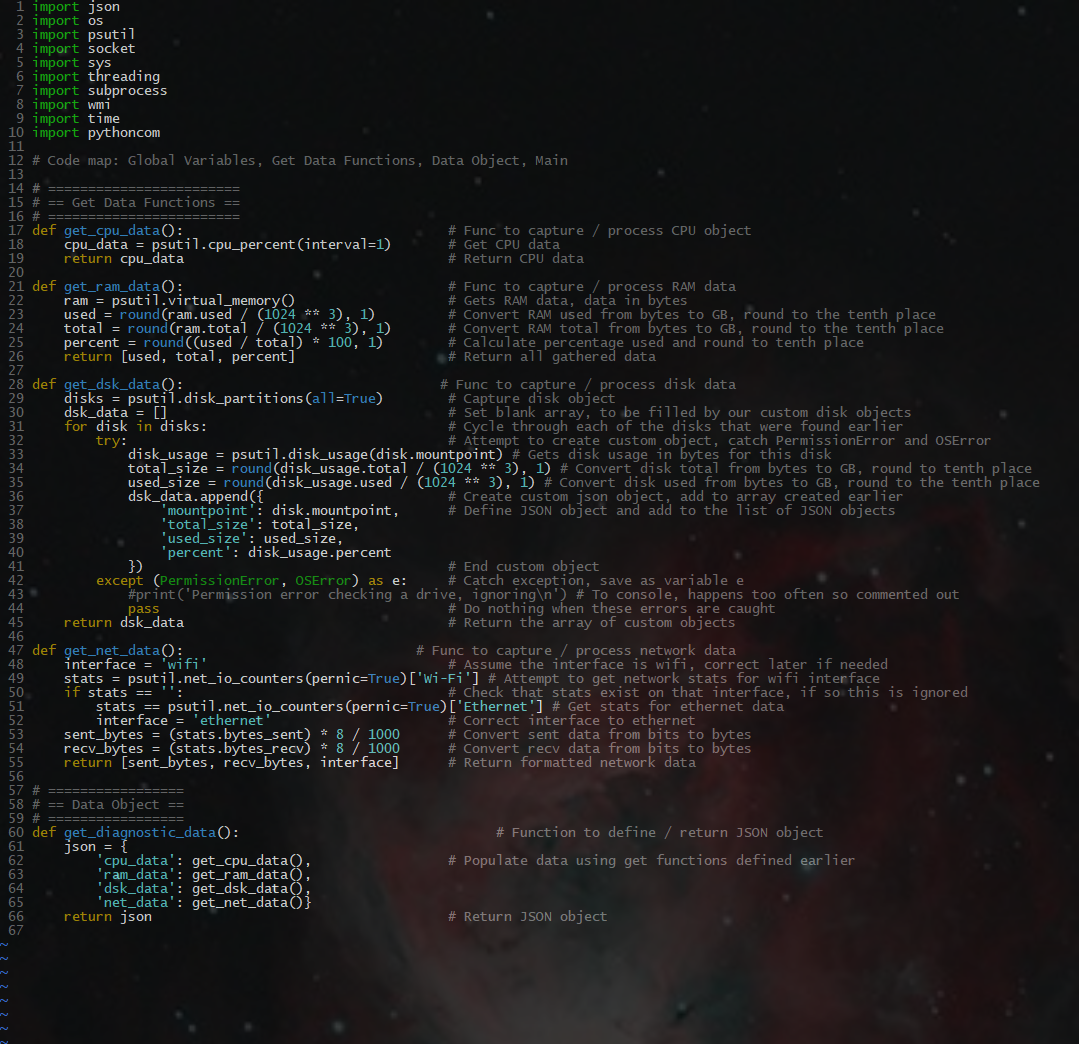 1 import json
2 import os
3 import psutil
4 import socket
5 import sys
6 import threading
7 import subprocess
8 import wmi
9 import time
10 import pythoncom
11
12 # Code map: Global Variables, Get Data Functions, Data Object, Main
13
14 # ========================
15 # == Get Data Functions ==
16 # ========================
17 def get_cpu_data():                                 # Func to capture / process CPU object
18     cpu_data = psutil.cpu_percent(interval=1)       # Get CPU data
19     return cpu_data                                 # Return CPU data
20
21 def get_ram_data():                                 # Func to capture / process RAM data
22     ram = psutil.virtual_memory()                   # Gets RAM data, data in bytes
23     used = round(ram.used / (1024 ** 3), 1)         # Convert RAM used from bytes to GB, round to the tenth place
24     total = round(ram.total / (1024 ** 3), 1)       # Convert RAM total from bytes to GB, round to the tenth place
25     percent = round((used / total) * 100, 1)        # Calculate percentage used and round to tenth place
26     return [used, total, percent]                   # Return all gathered data
27
28 def get_dsk_data():                                # Func to capture / process disk data
29     disks = psutil.disk_partitions(all=True)        # Capture disk object
30     dsk_data = []                                   # Set blank array, to be filled by our custom disk objects
31     for disk in disks:                              # Cycle through each of the disks that were found earlier
32         try:                                        # Attempt to create custom object, catch PermissionError and OSError
33             disk_usage = psutil.disk_usage(disk.mountpoint) # Gets disk usage in bytes for this disk
34             total_size = round(disk_usage.total / (1024 ** 3), 1) # Convert disk total from bytes to GB, round to tenth place
35             used_size = round(disk_usage.used / (1024 ** 3), 1) # Convert disk used from bytes to GB, round to the tenth place
36             dsk_data.append({                       # Create custom json object, add to array created earlier
37                 'mountpoint': disk.mountpoint,      # Define JSON object and add to the list of JSON objects
38                 'total_size': total_size,
39                 'used_size': used_size,
40                 'percent': disk_usage.percent
41             })                                      # End custom object
42         except (PermissionError, OSError) as e:     # Catch exception, save as variable e
43             #print('Permission error checking a drive, ignoring\n') # To console, happens too often so commented out
44             pass                                    # Do nothing when these errors are caught
45     return dsk_data                                 # Return the array of custom objects
46
47 def get_net_data():                             # Func to capture / process network data
48     interface = 'wifi'                              # Assume the interface is wifi, correct later if needed
49     stats = psutil.net_io_counters(pernic=True)['Wi-Fi'] # Attempt to get network stats for wifi interface
50     if stats == '':                                 # Check that stats exist on that interface, if so this is ignored
51         stats == psutil.net_io_counters(pernic=True)['Ethernet'] # Get stats for ethernet data
52         interface = 'ethernet'                      # Correct interface to ethernet
53     sent_bytes = (stats.bytes_sent) * 8 / 1000      # Convert sent data from bits to bytes
54     recv_bytes = (stats.bytes_recv) * 8 / 1000      # Convert recv data from bits to bytes
55     return [sent_bytes, recv_bytes, interface]      # Return formatted network data
56
57 # =================
58 # == Data Object ==
59 # =================
60 def get_diagnostic_data():                                # Function to define / return JSON object
61     json = {
62         'cpu_data': get_cpu_data(),                 # Populate data using get functions defined earlier
63         'ram_data': get_ram_data(),
64         'dsk_data': get_dsk_data(),
65         'net_data': get_net_data()}
66     return json                                     # Return JSON object
67
~
~
~
~
~
~
~
~